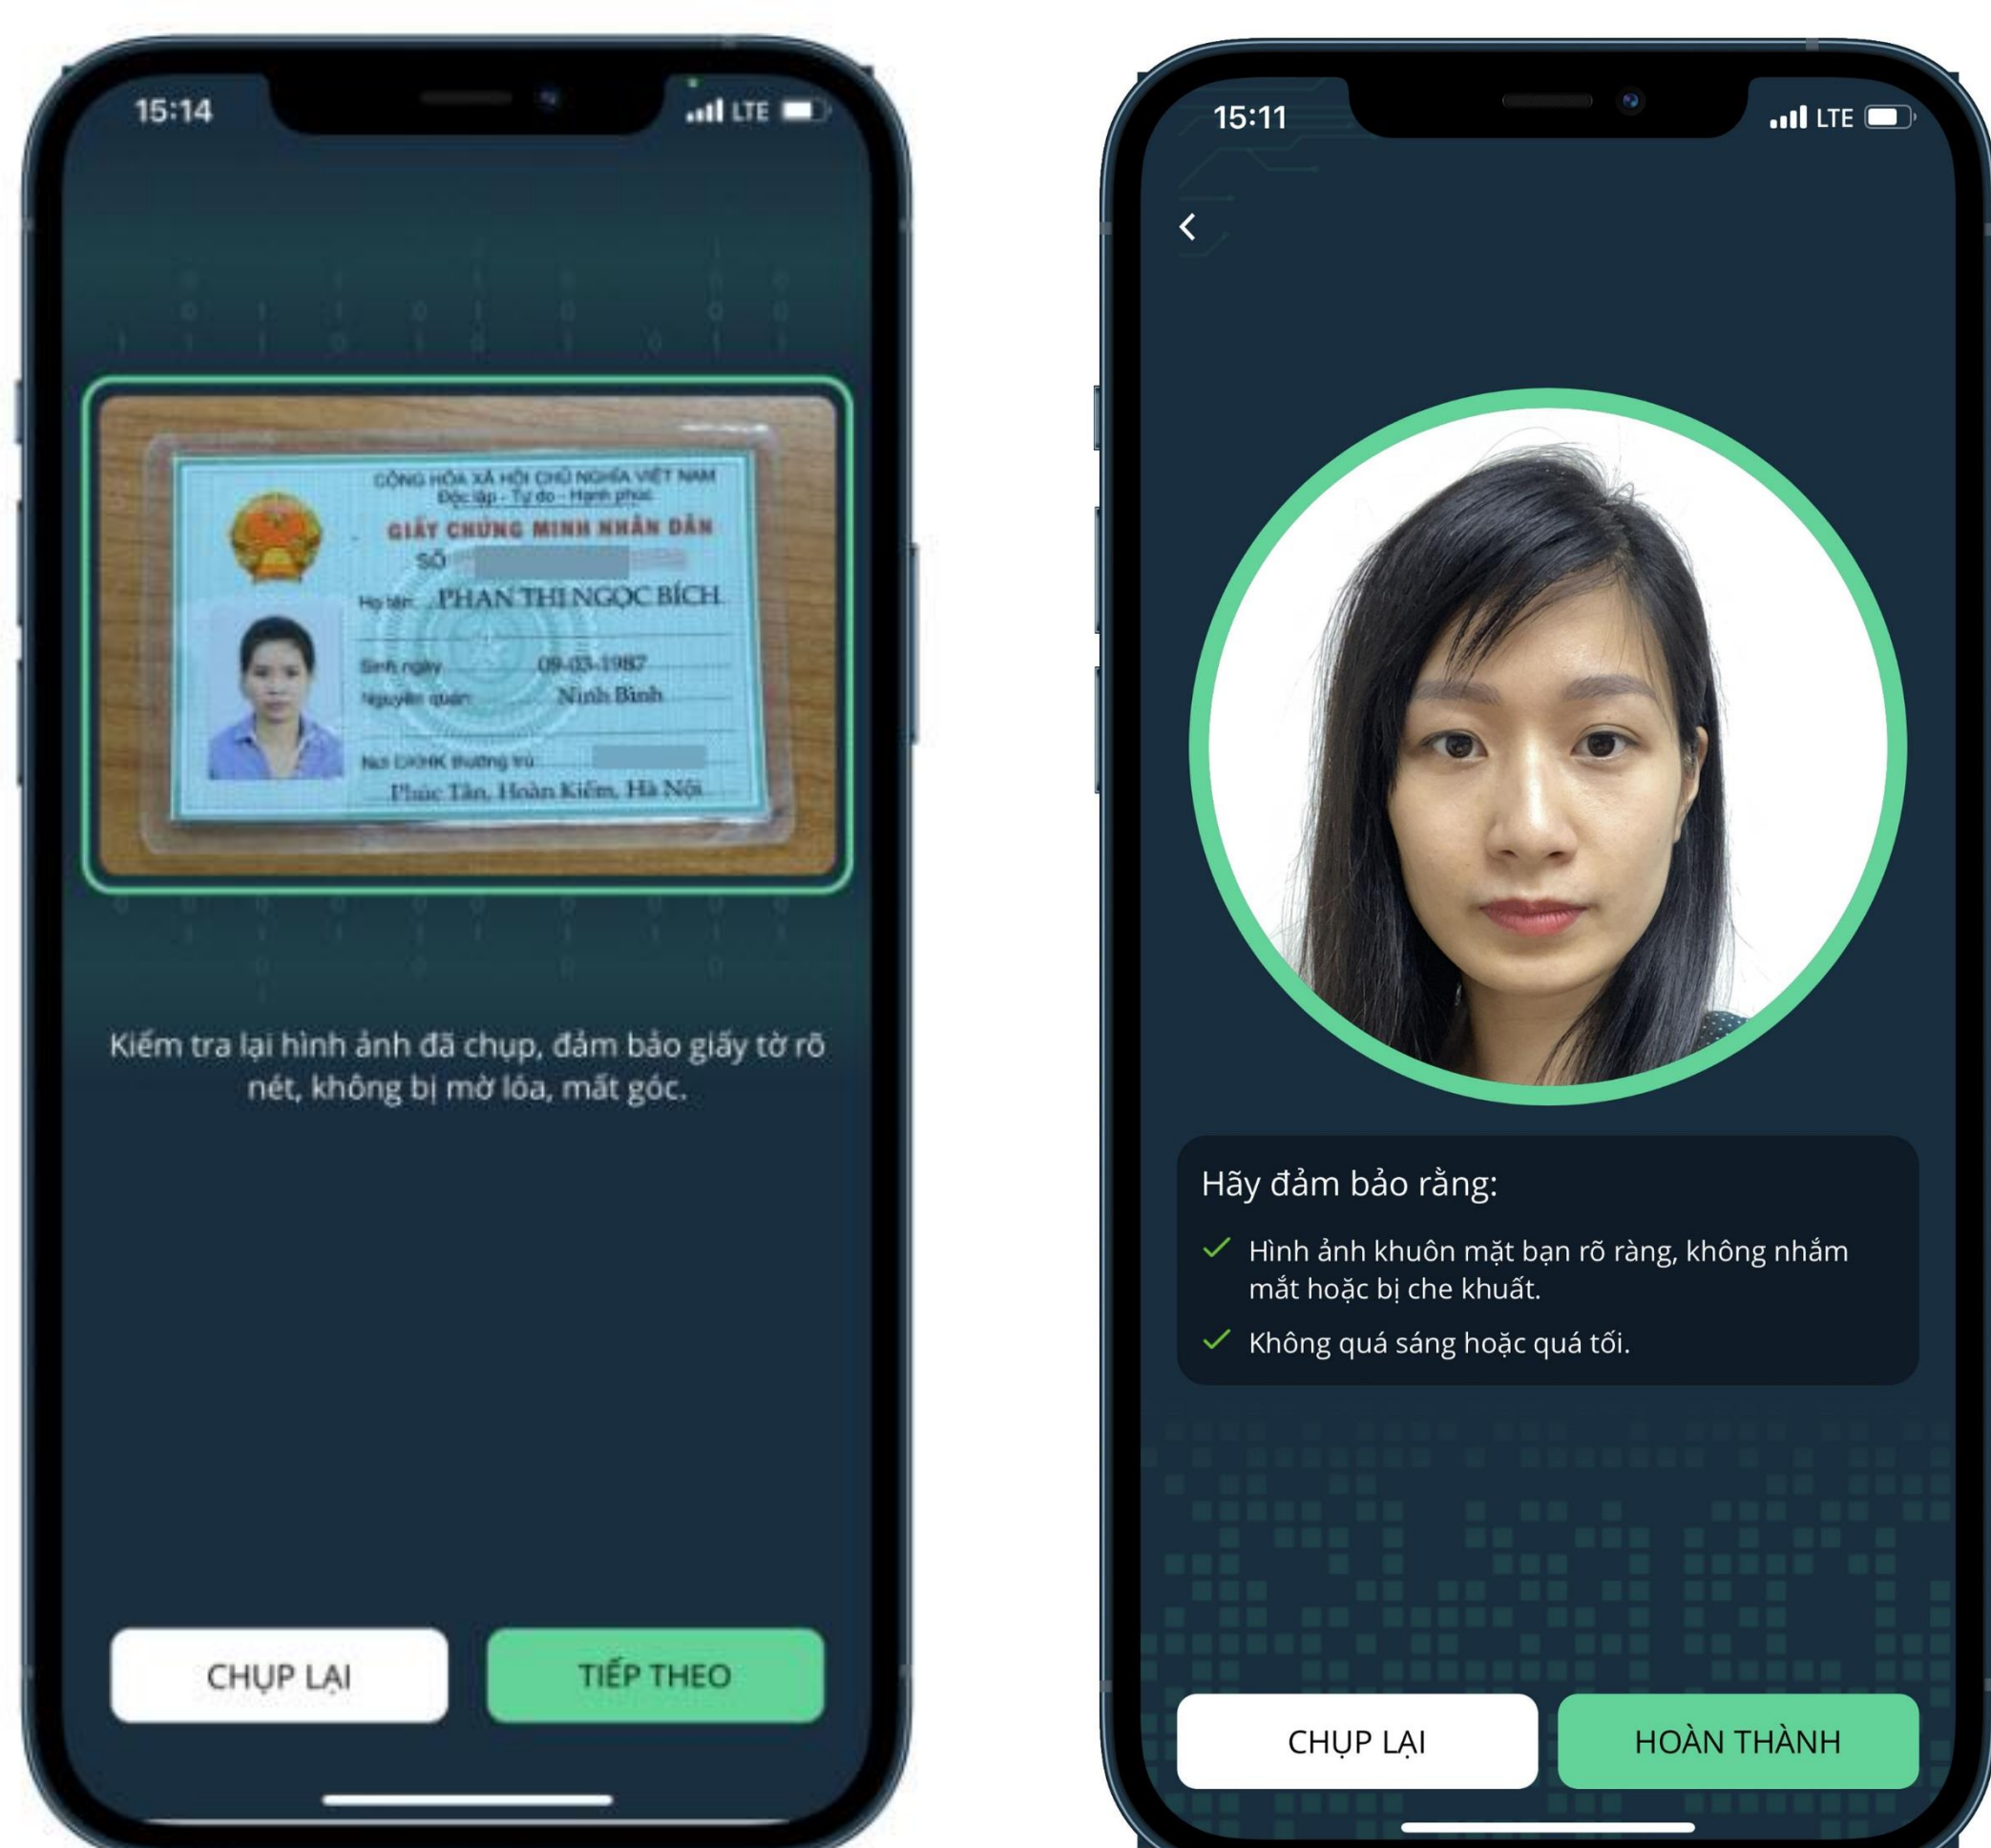 15:14
LTE
CỘNG HÒA XÃ HỘI CHỦ NGHĨA VIỆT NAM
Độc lập - Tự do - Hạnh phúc
GIẤY CHỨNG MINH NHÂN DÂN
SỐ
Họ tên: PHAN THỊ NGỌC BÍCH
Sinh ngày 09-03-1987
Nguyên quán: Ninh Bình
Nơi ĐKHK thường trú
Phúc Tân, Hoàn Kiếm, Hà Nội
Kiểm tra lại hình ảnh đã chụp, đảm bảo giấy tờ rõ
nét, không bị mờ lóa, mất góc.
CHỤP LẠI
TIẾP THEO
15:11
LTE
Hãy đảm bảo rằng:
Hình ảnh khuôn mặt bạn rõ ràng, không nhắm
mắt hoặc bị che khuất.
Không quá sáng hoặc quá tối.
CHỤP LẠI
HOÀN THÀNH